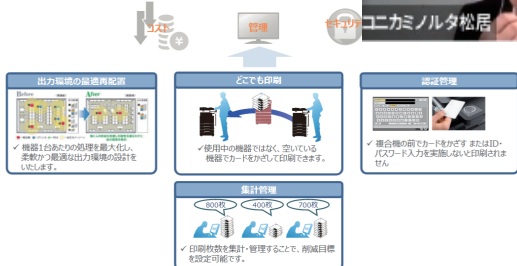 コスト
管理
セキュリテ
コニカミノルタ松居
出力環境の最適再配置
どこでも印刷
認証管理
Before
After
✓ 機器1台あたりの処理を最大化し、
柔軟かつ最適な出力環境の設計を
いたします。
✓使用中の機器ではなく、空いている
機器でカードをかざして印刷できます。
✓ 複合機の前でカードをかざす またはID・
パスワード入力を実施しないと印刷されま
せん
集計管理
800枚
400枚
700枚
✓ 印刷枚数を集計・管理することで、削減目標
を設定可能です。